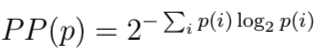 PP(p) = 2^{-\sum_i p(i) \log_2 p(i)}